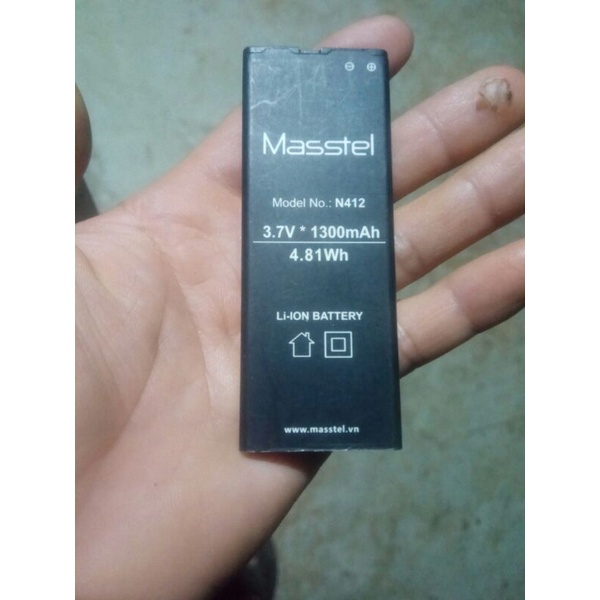 Masstel
Model No.: N412
3.7V * 1300mAh
4.81Wh
Li-ION BATTERY
www.masstel.vn